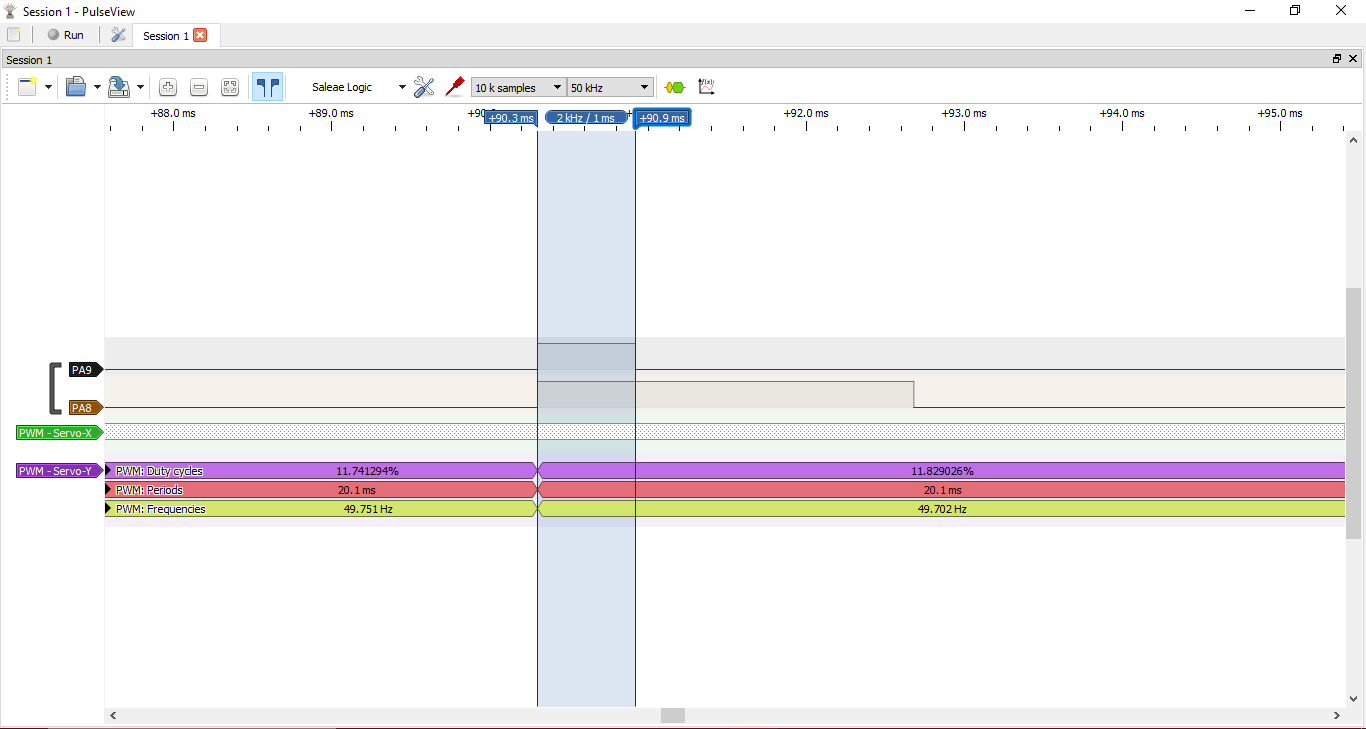 Session 1 - PulseView
Run
Session 1
Session 1
Saleae Logic
10 k samples
50 kHz
+88.0 ms +89.0 ms +92.0 ms +93.0 ms +94.0 ms +95.0 ms
+90.3 ms 2 kHz / 1 ms +90.9 ms
PA9
PA8
PWM - Servo-X
PWM - Servo-Y PWM: Duty cycles 11.741294% 11.829026%
PWM: Periods 20.1 ms 20.1 ms
PWM: Frequencies 49.751 Hz 49.702 Hz